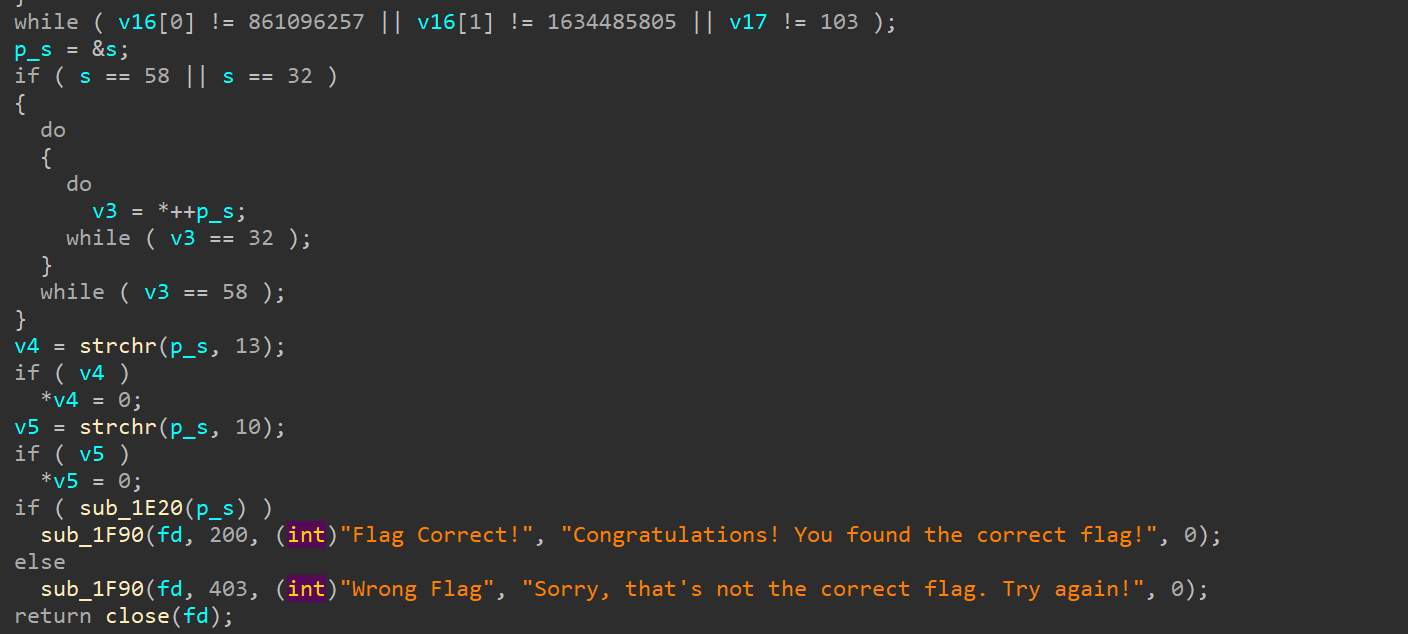 }
while ( v16[0] != 861096257 || v16[1] != 1634485805 || v17 != 103 );
p_s = &s;
if ( s == 58 || s == 32 )
{
do
{
do
v3 = *++p_s;
while ( v3 == 32 );
}
while ( v3 == 58 );
}
v4 = strchr(p_s, 13);
if ( v4 )
*v4 = 0;
v5 = strchr(p_s, 10);
if ( v5 )
*v5 = 0;
if ( sub_1E20(p_s) )
sub_1F90(fd, 200, (int)"Flag Correct!", "Congratulations! You found the correct flag!", 0);
else
sub_1F90(fd, 403, (int)"Wrong Flag", "Sorry, that's not the correct flag. Try again!", 0);
return close(fd);